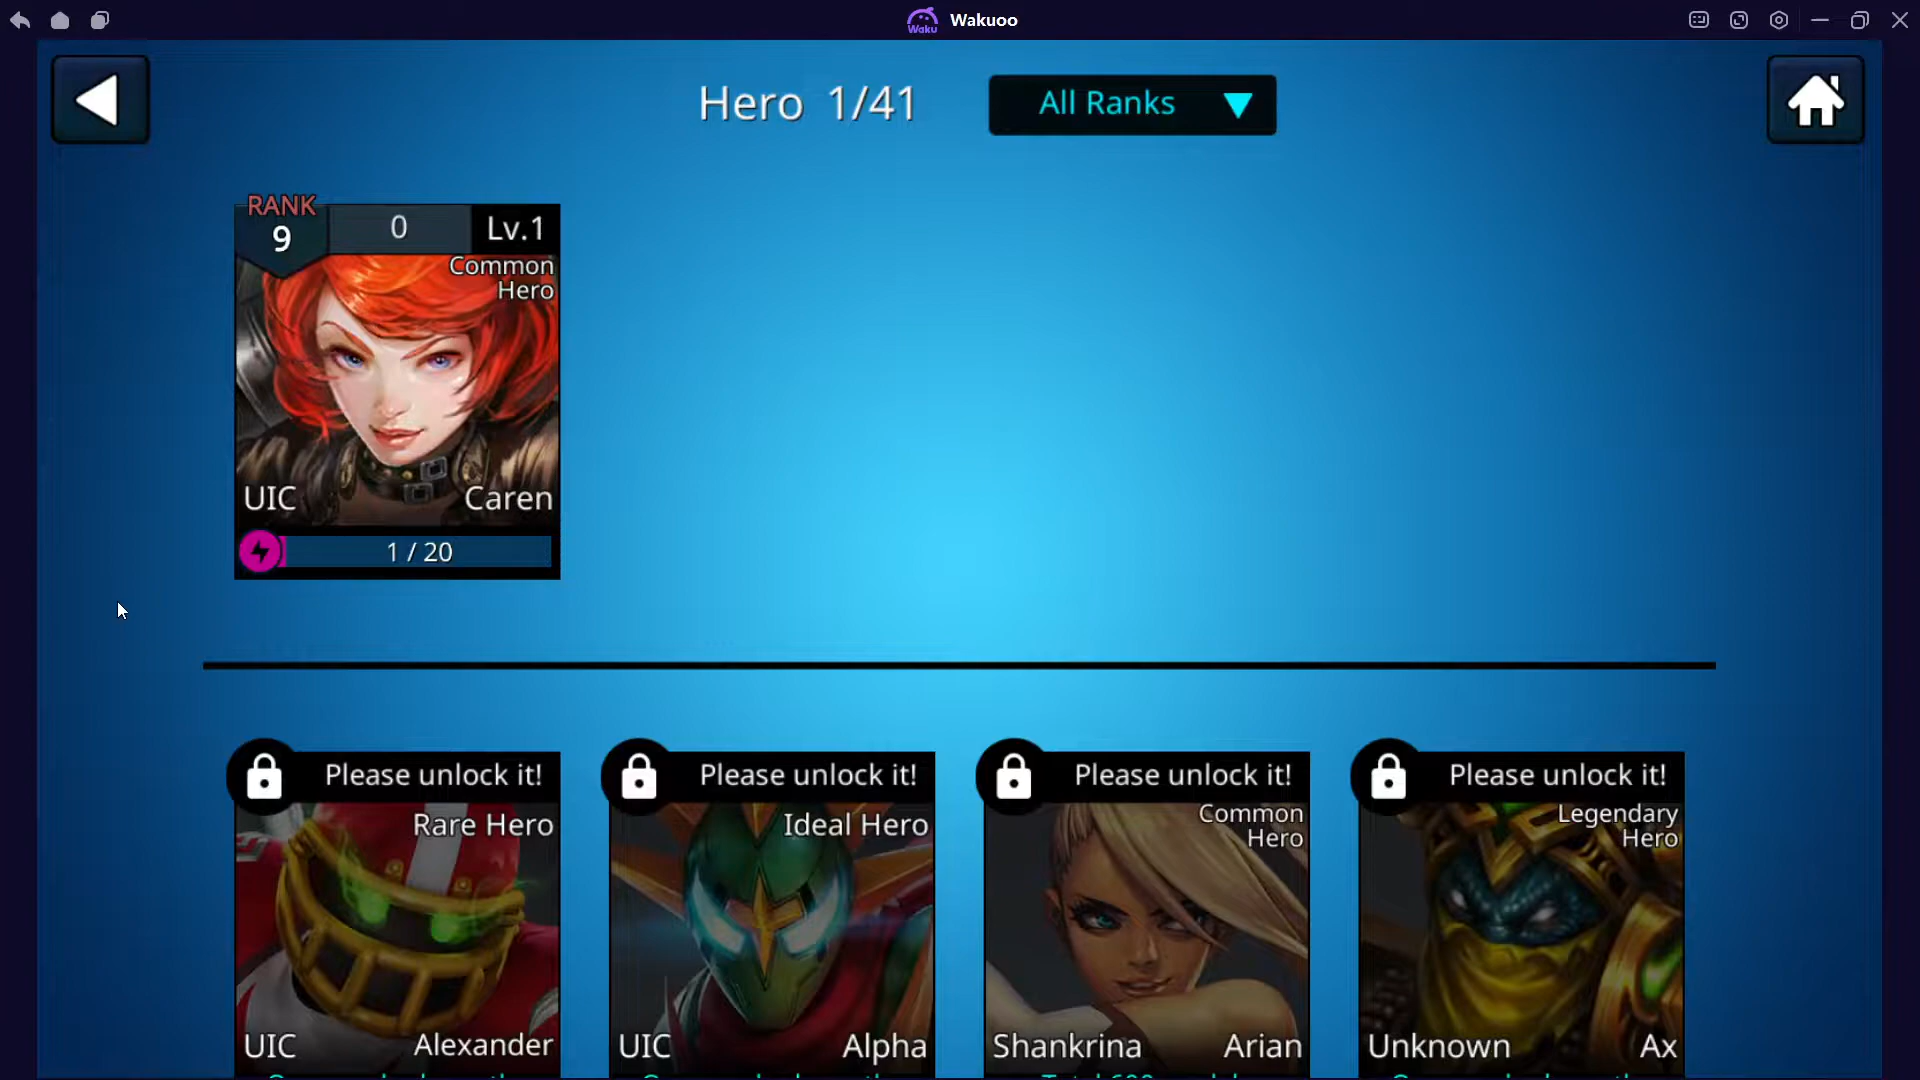 Waku Wakuoo
Hero 1/41
All Ranks
RANK
9
0
Lv.1
Common
Hero
UIC
Caren
1 / 20
Please unlock it!
Please unlock it!
Please unlock it!
Please unlock it!
Rare Hero
Ideal Hero
Common
Hero
Legendary
Hero
UIC
Alexander
UIC
Alpha
Shankrina
Arian
Unknown
Ax